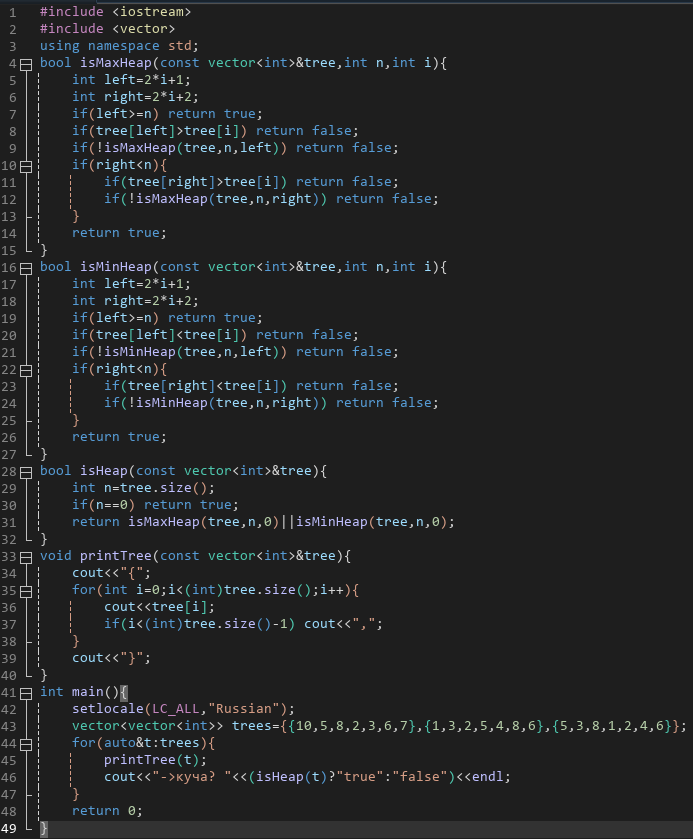 1 #include <iostream>
2 #include <vector>
3 using namespace std;
4 bool isMaxHeap(const vector<int>&tree,int n,int i){
5     int left=2*i+1;
6     int right=2*i+2;
7     if(left>=n) return true;
8     if(tree[left]>tree[i]) return false;
9     if(!isMaxHeap(tree,n,left)) return false;
10     if(right<n){
11         if(tree[right]>tree[i]) return false;
12         if(!isMaxHeap(tree,n,right)) return false;
13     }
14     return true;
15 }
16 bool isMinHeap(const vector<int>&tree,int n,int i){
17     int left=2*i+1;
18     int right=2*i+2;
19     if(left>=n) return true;
20     if(tree[left]<tree[i]) return false;
21     if(!isMinHeap(tree,n,left)) return false;
22     if(right<n){
23         if(tree[right]<tree[i]) return false;
24         if(!isMinHeap(tree,n,right)) return false;
25     }
26     return true;
27 }
28 bool isHeap(const vector<int>&tree){
29     int n=tree.size();
30     if(n==0) return true;
31     return isMaxHeap(tree,n,0)||isMinHeap(tree,n,0);
32 }
33 void printTree(const vector<int>&tree){
34     cout<<"{";
35     for(int i=0;i<(int)tree.size();i++){
36         cout<<tree[i];
37         if(i<(int)tree.size()-1) cout<<",";
38     }
39     cout<<"}";
40 }
41 int main(){
42     setlocale(LC_ALL,"Russian");
43     vector<vector<int>> trees={{10,5,8,2,3,6,7},{1,3,2,5,4,8,6},{5,3,8,1,2,4,6}};
44     for(auto&t:trees){
45         printTree(t);
46         cout<<"->куча? "<<(isHeap(t)?"true":"false")<<endl;
47     }
48     return 0;
49 }